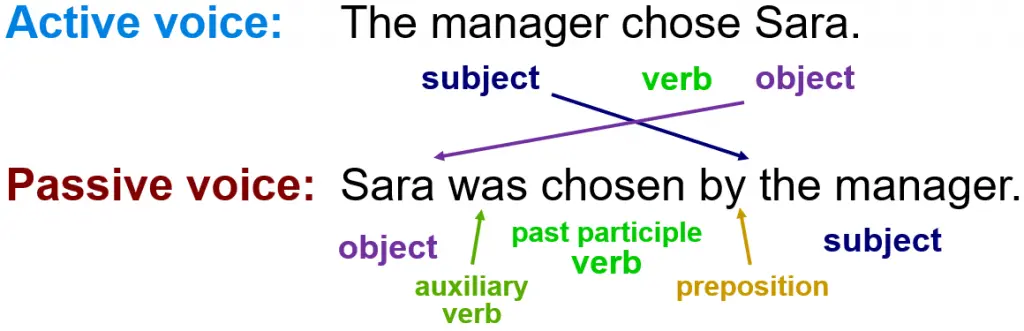 Active voice: The manager chose Sara.
subject verb object
Passive voice: Sara was chosen by the manager.
object past participle verb subject
auxiliary verb preposition